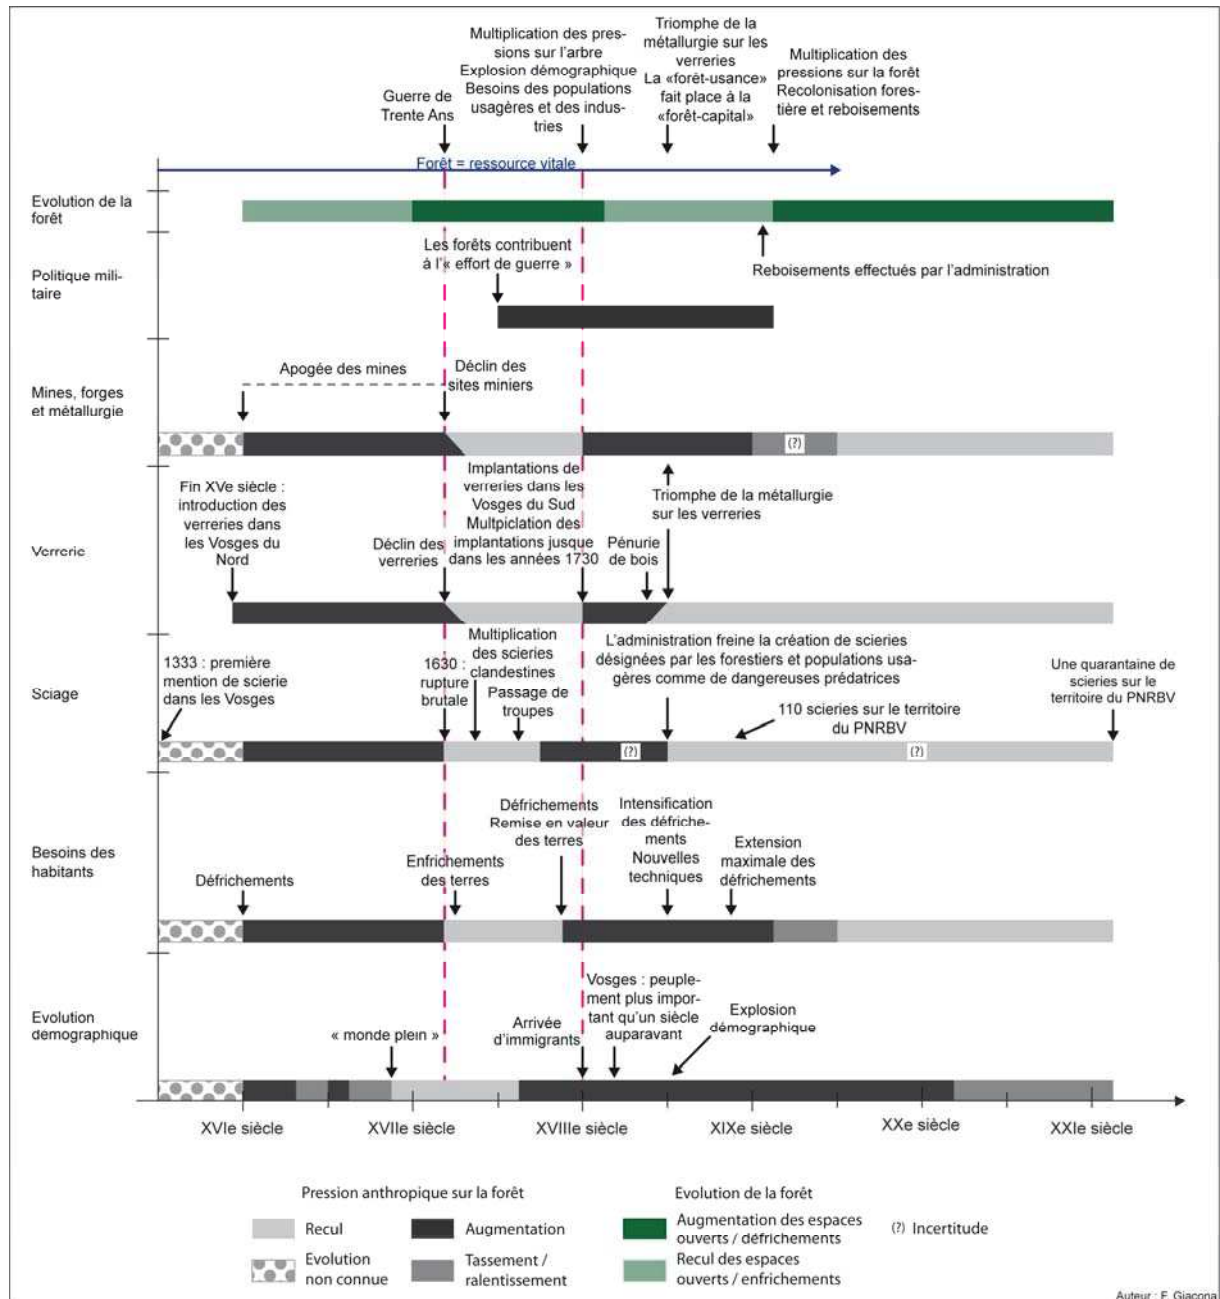 Guerre de
Trente Ans
Multiplication des pres-
sions sur l’arbre
Explosion démographique
Besoins des populations
usagères et des indus-
tries
Triomphe de la
métallurgie sur les
verreries
La «forêt-usance»
fait place à la
«forêt-capital»
Multiplication des
pressions sur la forêt
Recolonisation fores-
tière et reboisements
Forêt = ressource vitale
Evolution de la
forêt
Politique mili-
taire
Les forêts contribuent
à l’« effort de guerre »
Reboisements effectués par l’administration
Mines, forges
et métallurgie
Apogée des mines
Déclin des
sites miniers
(?)
Verrerie
Fin XVe siècle :
introduction des
verreries dans
les Vosges du
Nord
Déclin des
verreries
Implantations de
verreries dans les
Vosges du Sud
Multpiclation des
implantations jusque
dans les années 1730
Pénurie
de bois
Triomphe de la métallurgie
sur les verreries
Sciage
1333 : première
mention de scierie
dans les Vosges
1630 :
rupture
brutale
Multiplication
des scieries
clandestines
Passage de
troupes
L’administration freine la création de scieries
désignées par les forestiers et populations usa-
gères comme de dangereuses prédatrices
110 scieries sur le territoire
du PNRBV
Une quarantaine de
scieries sur le
territoire du PNRBV
(?)
(?)
Besoins des
habitants
Défrichements
Enfrichements
des terres
Défrichements
Remise en valeur
des terres
Intensification
des défriche-
ments
Nouvelles
techniques
Extension
maximale des
défrichements
Evolution
démographique
« monde plein »
Arrivée
d’immigrants
Vosges : peuple-
ment plus impor-
tant qu’un siècle
auparavant
Explosion
démographique
XVIe siècle
XVIIe siècle
XVIIIe siècle
XIXe siècle
XXe siècle
XXIe siècle
Pression anthropique sur la forêt
Recul
Augmentation
Evolution
non connue
Tassement /
ralentissement
Evolution de la forêt
Augmentation des espaces
ouverts / défrichements
Recul des espaces
ouverts / enfrichements
(?) Incertitude
Auteur : F. Giacona